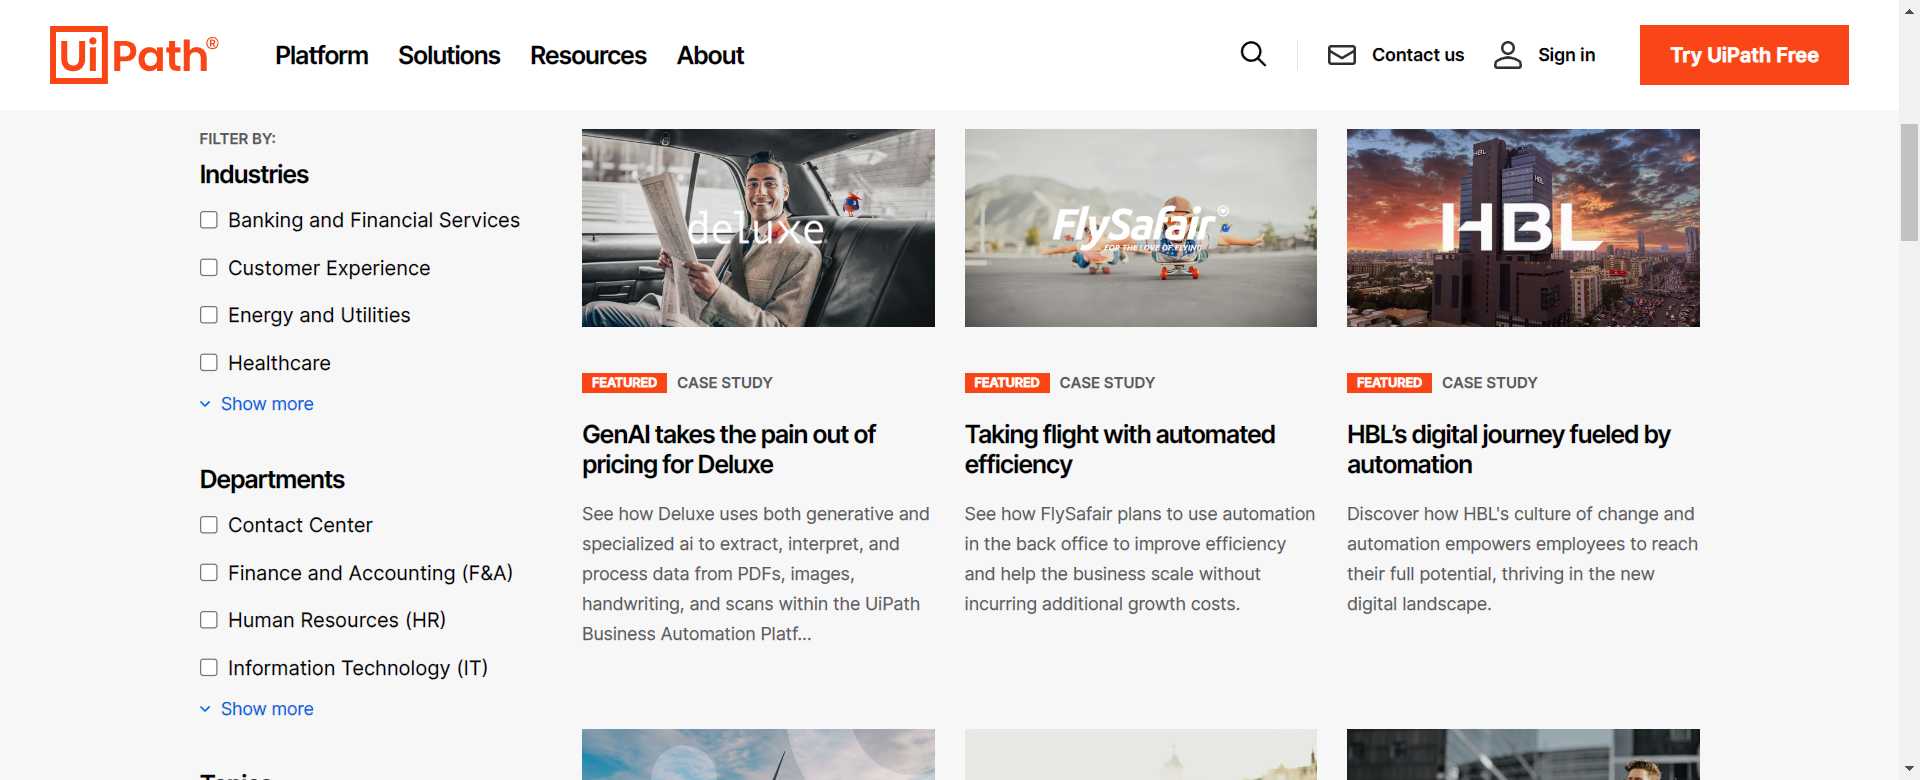 UiPath®
Platform
Solutions
Resources
About
Contact us
Sign in
Try UiPath Free
FILTER BY:
Industries
Banking and Financial Services
Customer Experience
Energy and Utilities
Healthcare
Show more
Departments
Contact Center
Finance and Accounting (F&A)
Human Resources (HR)
Information Technology (IT)
Show more
deluxe
FEATURED CASE STUDY
GenAI takes the pain out of
pricing for Deluxe
See how Deluxe uses both generative and
specialized ai to extract, interpret, and
process data from PDFs, images,
handwriting, and scans within the UiPath
Business Automation Platf...
FlySafair
FOR THE LOVE OF FLYING
FEATURED CASE STUDY
Taking flight with automated
efficiency
See how FlySafair plans to use automation
in the back office to improve efficiency
and help the business scale without
incurring additional growth costs.
HBL
HBL
HBL
FEATURED CASE STUDY
HBL’s digital journey fueled by
automation
Discover how HBL's culture of change and
automation empowers employees to reach
their full potential, thriving in the new
digital landscape.